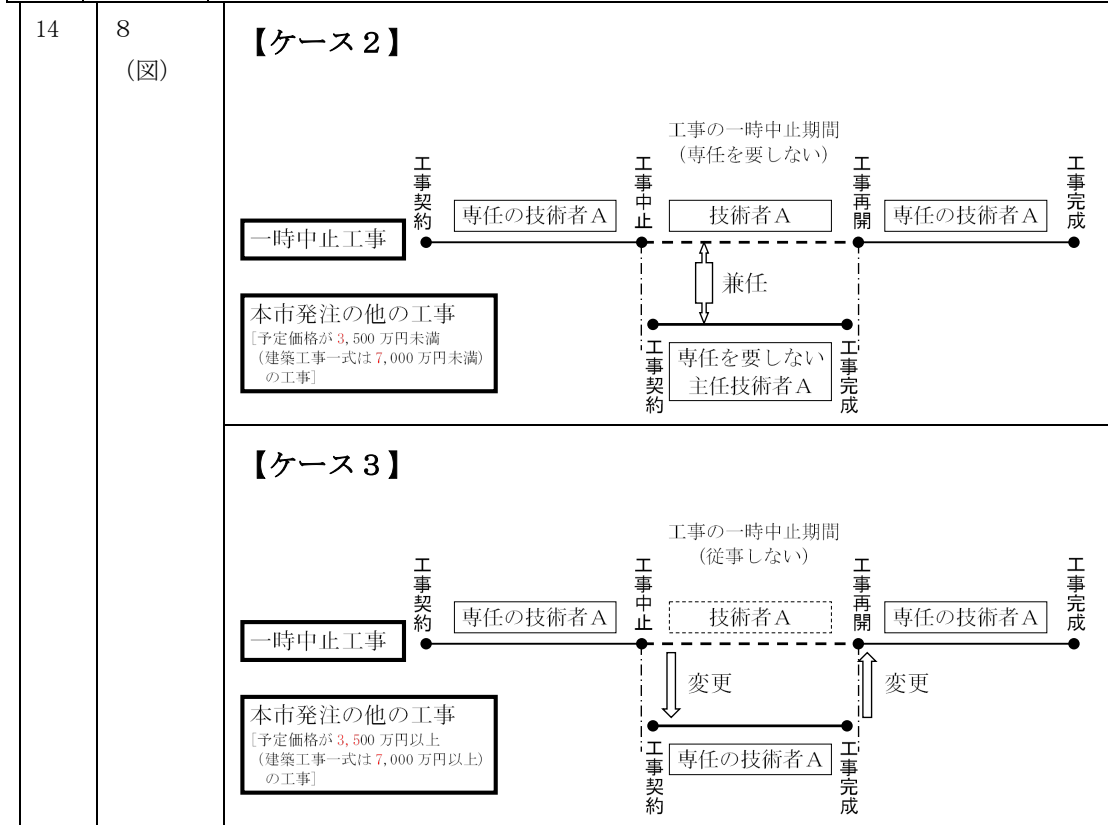 14
8
（図）
【ケース２】
工事の一時中止期間
（専任を要しない）
工事契約
工事中止
工事再開
工事完成
専任の技術者Ａ
技術者Ａ
専任の技術者Ａ
一時中止工事
兼任
本市発注の他の工事
［予定価格が 3,500 万円未満
（建築工事一式は 7,000 万円未満）
の工事］
工事契約
専任を要しない
主任技術者Ａ
工事完成
【ケース３】
工事の一時中止期間
（従事しない）
工事契約
工事中止
工事再開
工事完成
専任の技術者Ａ
技術者Ａ
専任の技術者Ａ
一時中止工事
変更
変更
本市発注の他の工事
［予定価格が 3,500 万円以上
（建築工事一式は 7,000 万円以上）
の工事］
工事契約
専任の技術者Ａ
工事完成